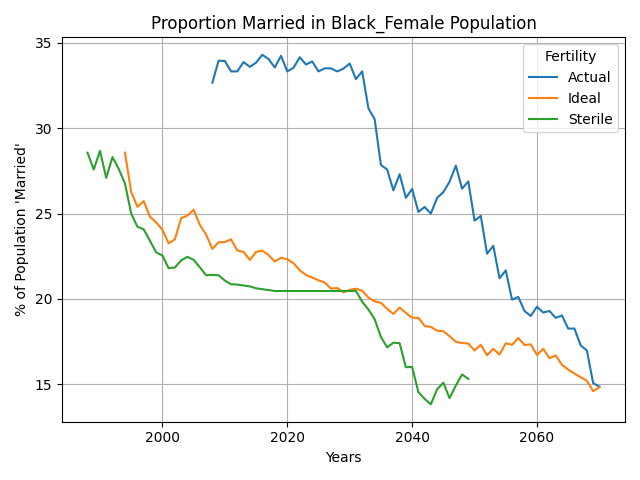 Proportion Married in Black_Female Population
% of Population 'Married'
35
30
25
20
15
Fertility
Actual
Ideal
Sterile
2000
2020
2040
2060
Years